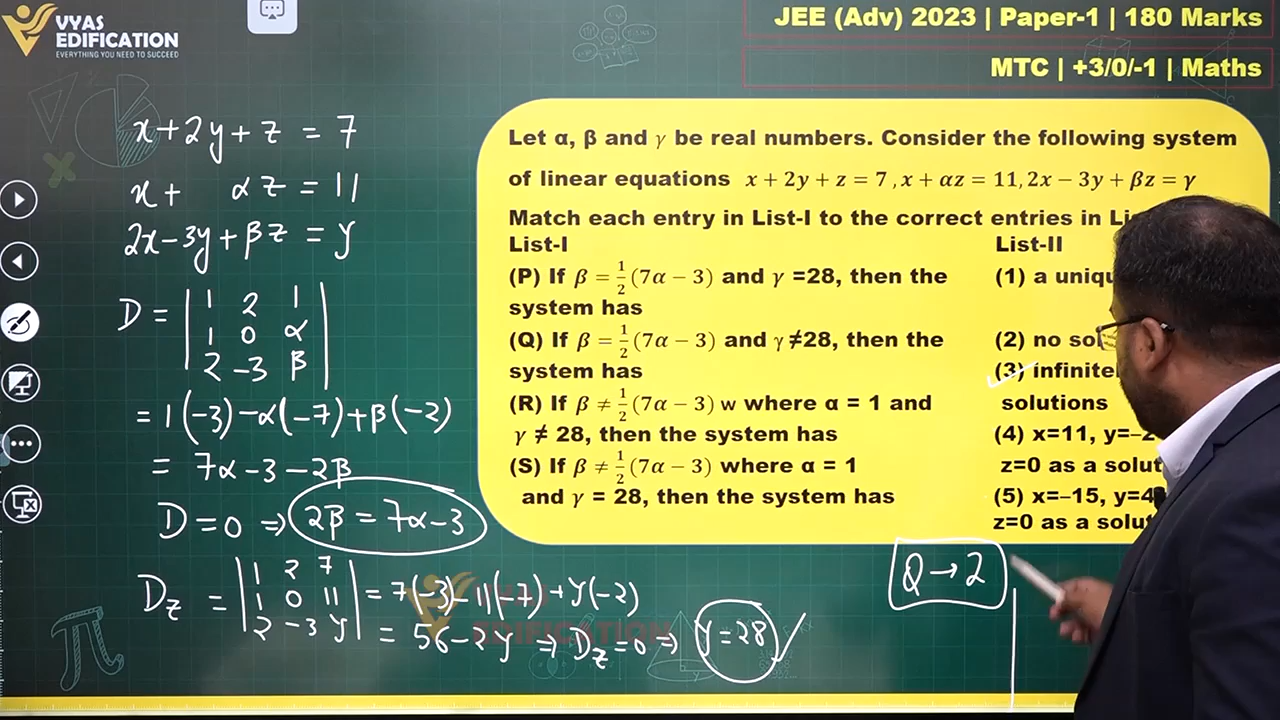 VYAS
EDIFICATION
EVERYTHING YOU NEED TO SUCCEED
JEE (Adv) 2023 | Paper-1 | 180 Marks
MTC | +3/0/-1 | Maths
x+2y+z = 7
x+ αz = 11
2x-3y+βz = γ
D = | 1 2 1 |
| 1 0 α |
| 2 -3 β |
= 1(-3)-α(-7)+β(-2)
= 7α-3-2β
D=0 ⇒ 2β = 7α-3
Dz = | 1 2 7 |
| 1 0 11 | = 7(-3)-11(-7)+γ(-2)
| 2 -3 γ | = 56-2γ ⇒ Dz=0 ⇒ γ=28 ✓
Let α, β and γ be real numbers. Consider the following system
of linear equations x + 2y + z = 7 ,x + αz = 11, 2x − 3y + βz = γ
Match each entry in List-I to the correct entries in
List-I List-II
(P) If β = 1/2 (7α − 3) and γ =28, then the (1) a
system has
(Q) If β = 1/2 (7α − 3) and γ ≠28, then the (2) no
system has (3)
(R) If β ≠ 1/2 (7α − 3) w where α = 1 and solutions
γ ≠ 28, then the system has (4) x=11,
(S) If β ≠ 1/2 (7α − 3) where α = 1 z=0 as a
and γ = 28, then the system has (5) x=–15,
z=0 as a
Q → 2